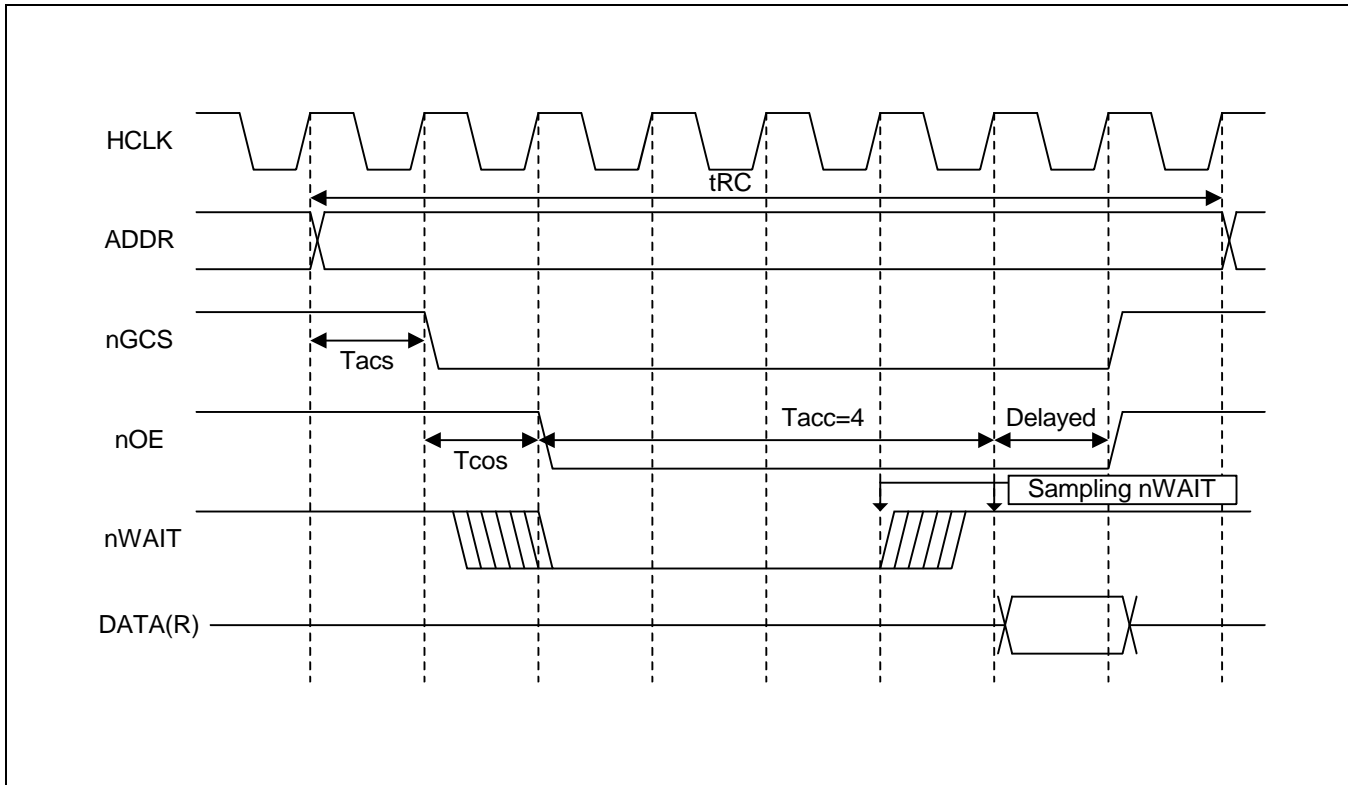 HCLK
tRC
ADDR
nGCS
Tacs
Tacc=4
Delayed
nOE
Tcos
Sampling nWAIT
nWAIT
DATA(R)